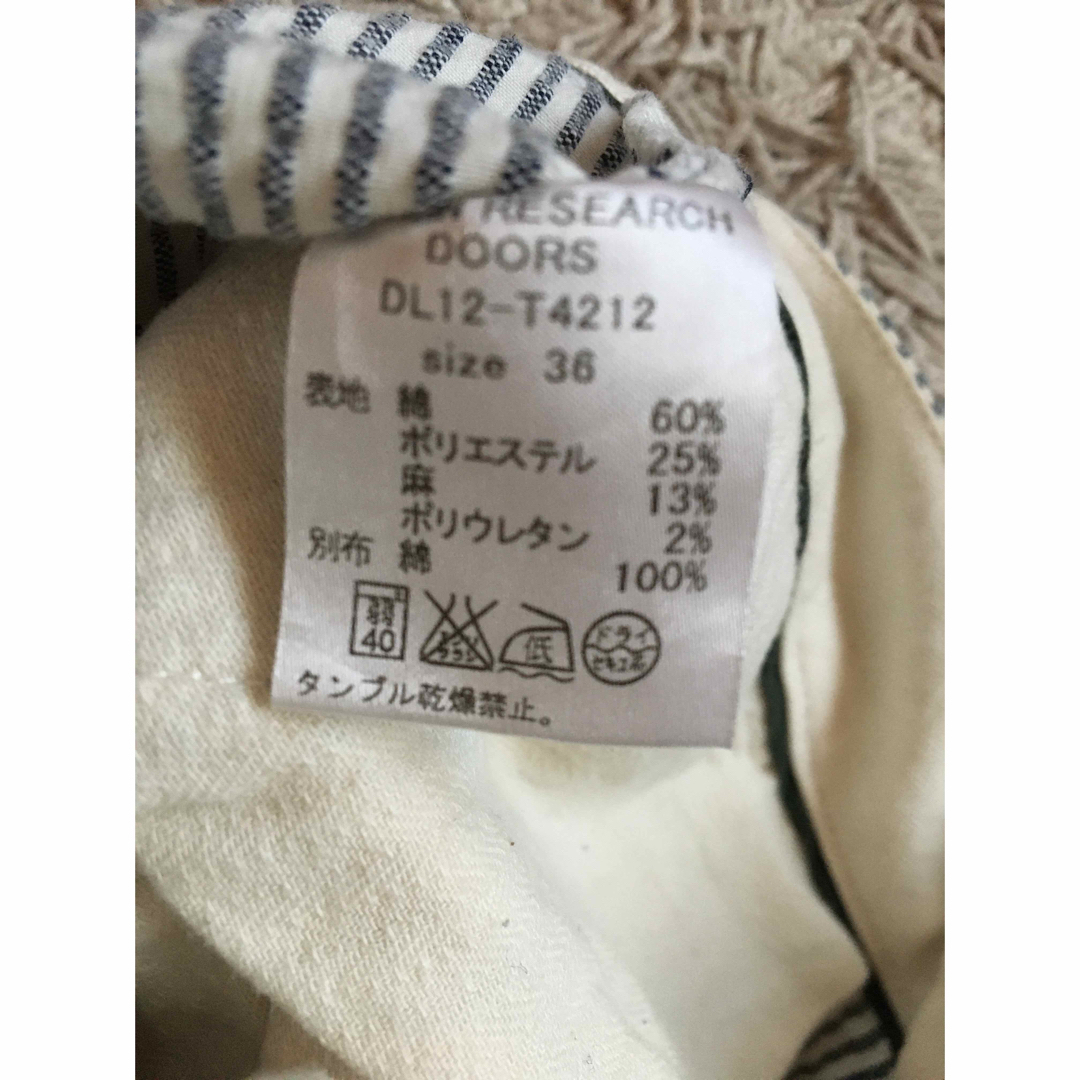 RESEARCH
DOORS
DL12-T4212
size 36
表地 綿 60%
ポリエステル 25%
麻 13%
ポリウレタン 2%
別布 綿 100%
弱 40 低 ドライ
タンブル乾燥禁止。